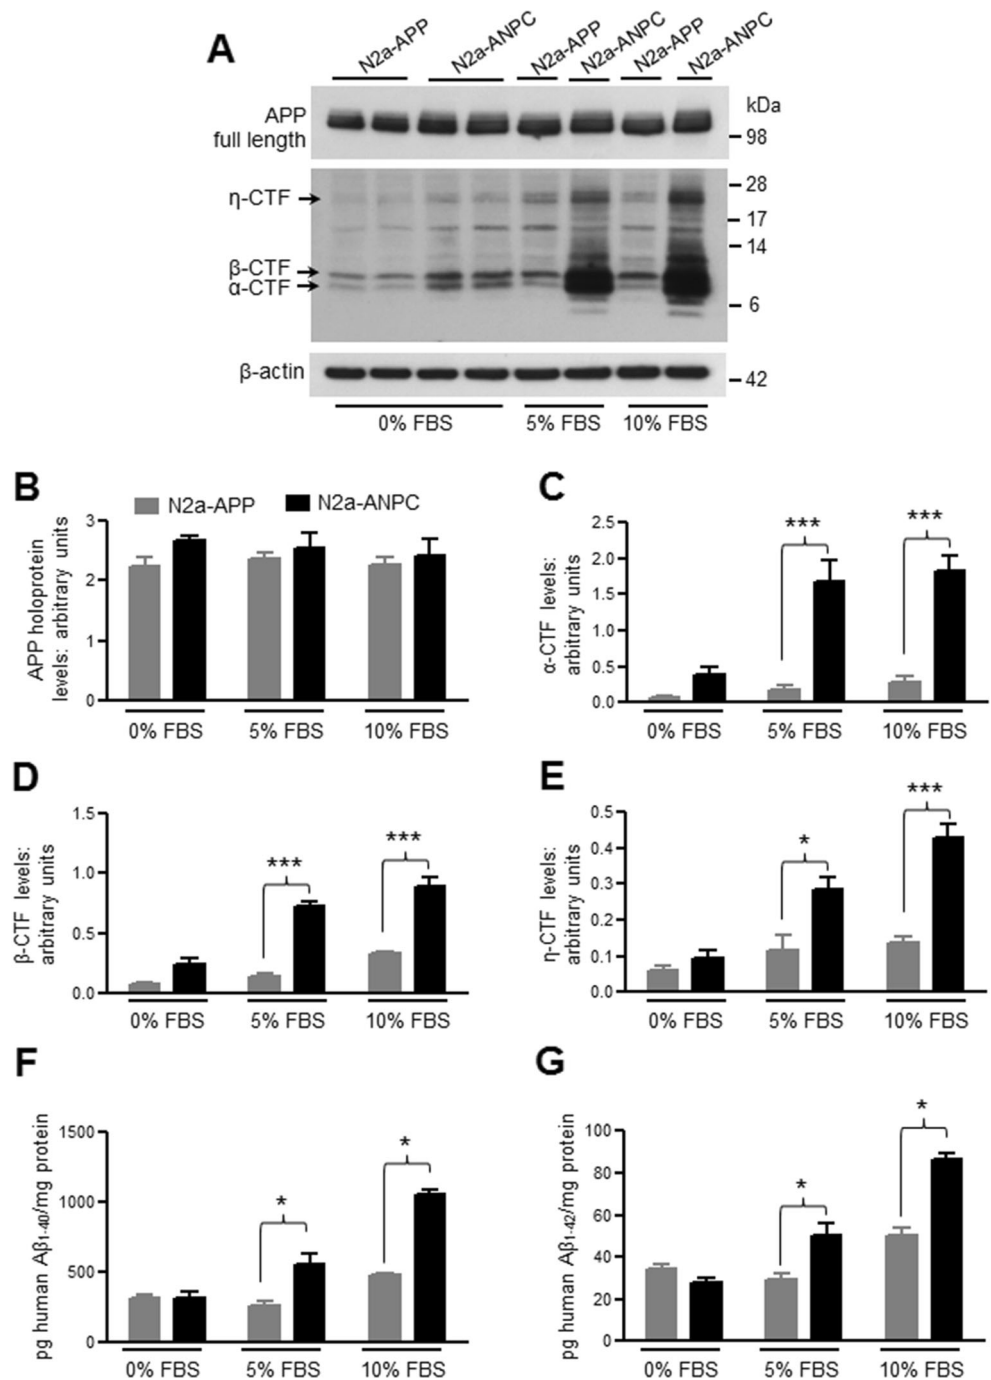 A
N2a-APP
N2a-ANPC
N2a-APP
N2a-ANPC
N2a-APP
N2a-ANPC
kDa
APP
full length
98
η-CTF
28
17
14
β-CTF
α-CTF
6
β-actin
42
0% FBS
5% FBS
10% FBS
B
N2a-APP
N2a-ANPC
APP holoprotein
levels: arbitrary units
3
2
1
0
0% FBS
5% FBS
10% FBS
C
α-CTF levels:
arbitrary units
2.5
2.0
1.5
1.0
0.5
0.0
***
***
0% FBS
5% FBS
10% FBS
D
β-CTF levels:
arbitrary units
1.5
1.0
0.5
0.0
***
***
0% FBS
5% FBS
10% FBS
E
η-CTF levels:
arbitrary units
0.5
0.4
0.3
0.2
0.1
0.0
*
***
0% FBS
5% FBS
10% FBS
F
pg human Aβ1-40/mg protein
1500
1000
500
0
*
*
0% FBS
5% FBS
10% FBS
G
pg human Aβ1-42/mg protein
100
80
60
40
20
0
*
*
0% FBS
5% FBS
10% FBS